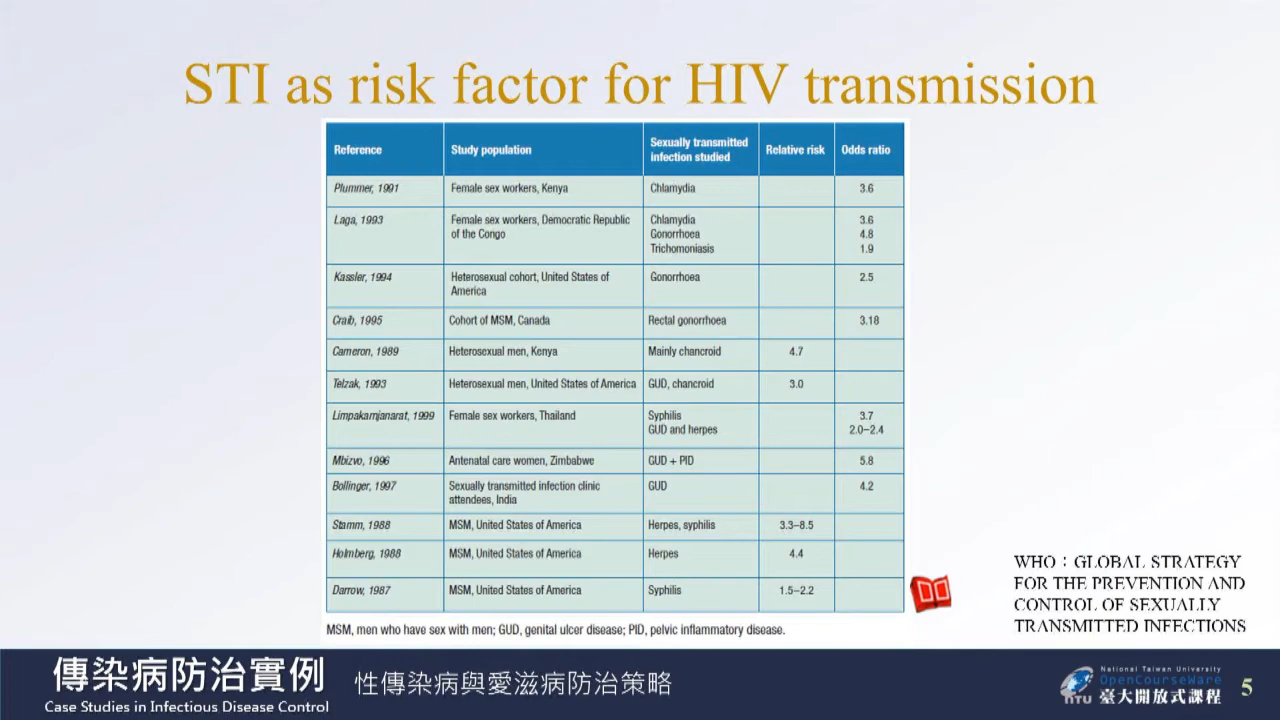 STI as risk factor for HIV transmission
Reference Study population Sexually transmitted infection studied Relative risk Odds ratio
Plummer, 1991 Female sex workers, Kenya Chlamydia 3.6
Laga, 1993 Female sex workers, Democratic Republic Chlamydia 3.6
of the Congo Gonorrhoea 4.8
Trichomoniasis 1.9
Kassler, 1994 Heterosexual cohort, United States of Gonorrhoea 2.5
America
Craib, 1995 Cohort of MSM, Canada Rectal gonorrhoea 3.18
Cameron, 1989 Heterosexual men, Kenya Mainly chancroid 4.7
Telzak, 1993 Heterosexual men, United States of America GUD, chancroid 3.0
Limpakarnjanarat, 1999 Female sex workers, Thailand Syphilis 3.7
GUD and herpes 2.0–2.4
Mbizvo, 1996 Antenatal care women, Zimbabwe GUD + PID 5.8
Bollinger, 1997 Sexually transmitted infection clinic GUD 4.2
attendees, India
Stamm, 1988 MSM, United States of America Herpes, syphilis 3.3–8.5
Holmberg, 1988 MSM, United States of America Herpes 4.4
Darrow, 1987 MSM, United States of America Syphilis 1.5–2.2
MSM, men who have sex with men; GUD, genital ulcer disease; PID, pelvic inflammatory disease.
WHO：GLOBAL STRATEGY
FOR THE PREVENTION AND
CONTROL OF SEXUALLY
TRANSMITTED INFECTIONS
傳染病防治實例
Case Studies in Infectious Disease Control
性傳染病與愛滋病防治策略
National Taiwan University
OpenCourseWare
NTU 臺大開放式課程
5